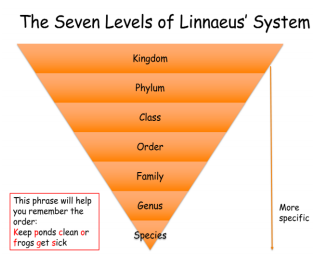 The Seven Levels of Linnaeus' System
Kingdom
Phylum
Class
Order
Family
Genus
Species
This phrase will help
you remember the
order:
Keep ponds clean or
frogs get sick
More
specific